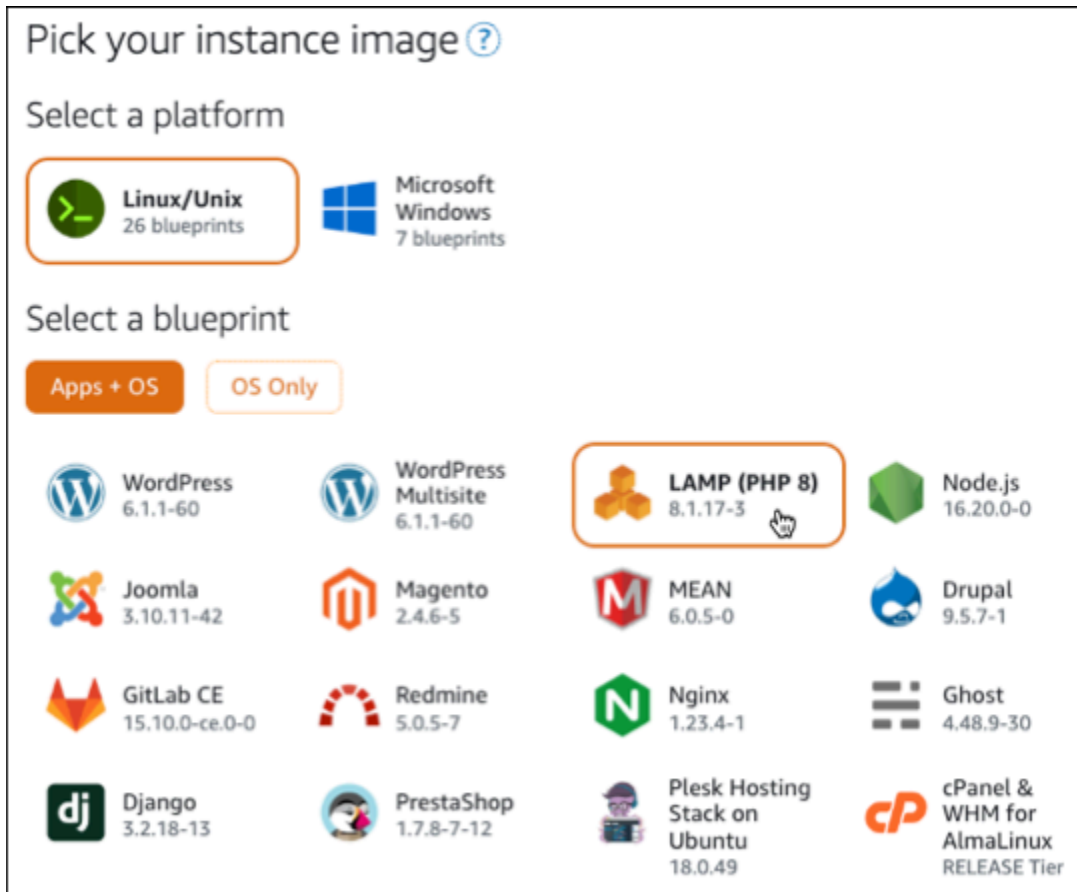 Pick your instance image ?
Select a platform
Linux/Unix
26 blueprints
Microsoft
Windows
7 blueprints
Select a blueprint
Apps + OS
OS Only
WordPress
6.1.1-60
WordPress
Multisite
6.1.1-60
LAMP (PHP 8)
8.1.17-3
Node.js
16.20.0-0
Joomla
3.10.11-42
Magento
2.4.6-5
MEAN
6.0.5-0
Drupal
9.5.7-1
GitLab CE
15.10.0-ce.0-0
Redmine
5.0.5-7
Nginx
1.23.4-1
Ghost
4.48.9-30
dj
Django
3.2.18-13
PrestaShop
1.7.8-7-12
Plesk Hosting
Stack on
Ubuntu
18.0.49
cP
cPanel &
WHM for
AlmaLinux
RELEASE Tier